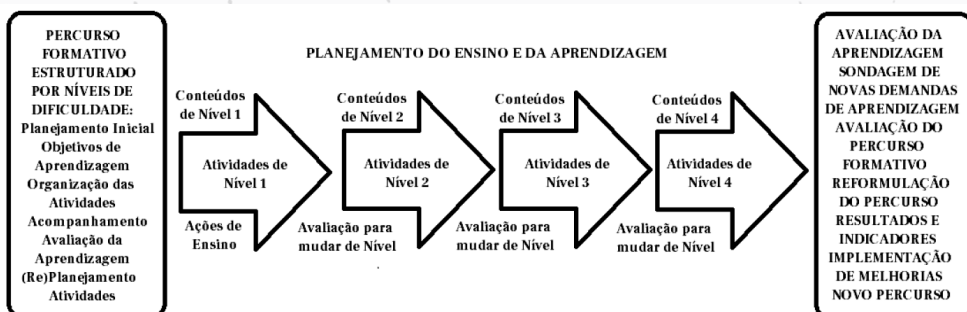 PERCURSO
FORMATIVO
ESTRUTURADO
POR NÍVEIS DE
DIFICULDADE:
Planejamento Inicial
Objetivos de
Aprendizagem
Organização das
Atividades
Acompanhamento
Avaliação da
Aprendizagem
(Re)Planejamento
Atividades
PLANEJAMENTO DO ENSINO E DA APRENDIZAGEM
Conteúdos
de Nível 1
Atividades de
Nível 1
Ações de
Ensino
Conteúdos
de Nível 2
Atividades de
Nível 2
Avaliação para
mudar de Nível
Conteúdos
de Nível 3
Atividades de
Nível 3
Avaliação para
mudar de Nível
Conteúdos
de Nível 4
Atividades de
Nível 4
Avaliação para
mudar de Nível
AVALIAÇÃO DA
APRENDIZAGEM
SONDAGEM DE
NOVAS DEMANDAS
DE APRENDIZAGEM
AVALIAÇÃO DO
PERCURSO
FORMATIVO
REFORMULAÇÃO
DO PERCURSO
RESULTADOS E
INDICADORES
IMPLEMENTAÇÃO
DE MELHORIAS
NOVO PERCURSO